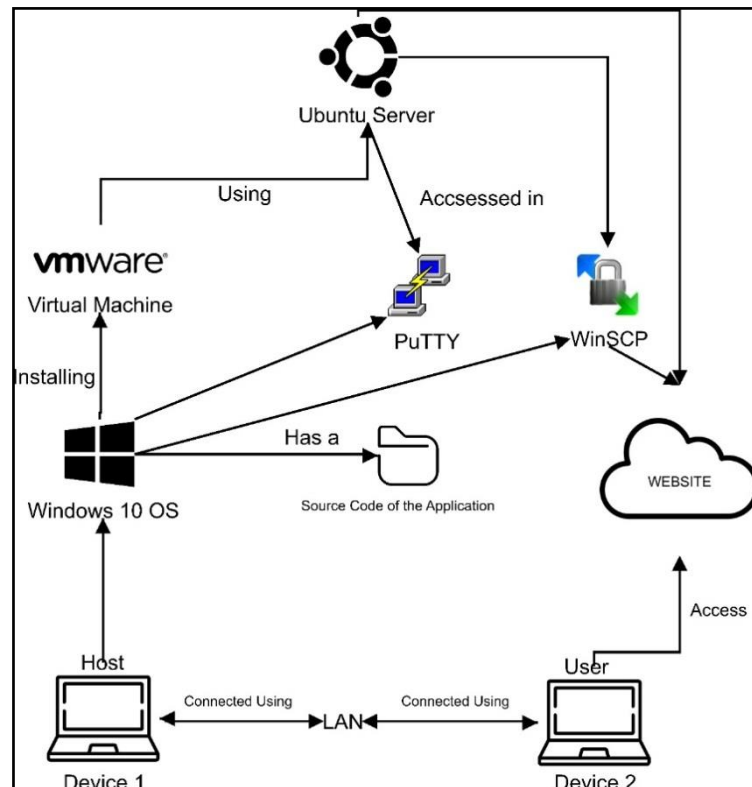 Ubuntu Server
Using
Accsessed in
vmware®
Virtual Machine
PuTTY
WinSCP
Installing
Has a
WEBSITE
Windows 10 OS
Source Code of the Application
Access
Host
User
Connected Using
LAN
Connected Using
Device 1
Device 2